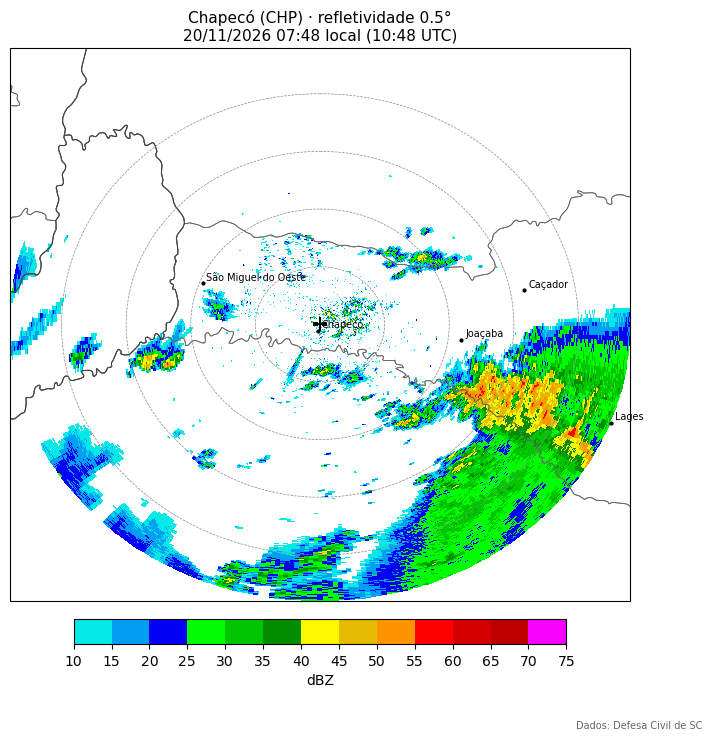 Chapecó (CHP) · refletividade 0.5°
20/11/2026 07:48 local (10:48 UTC)
São Miguel do Oeste
Caçador
Chapecó
Joaçaba
Lages
10 15 20 25 30 35 40 45 50 55 60 65 70 75
dBZ
Dados: Defesa Civil de SC